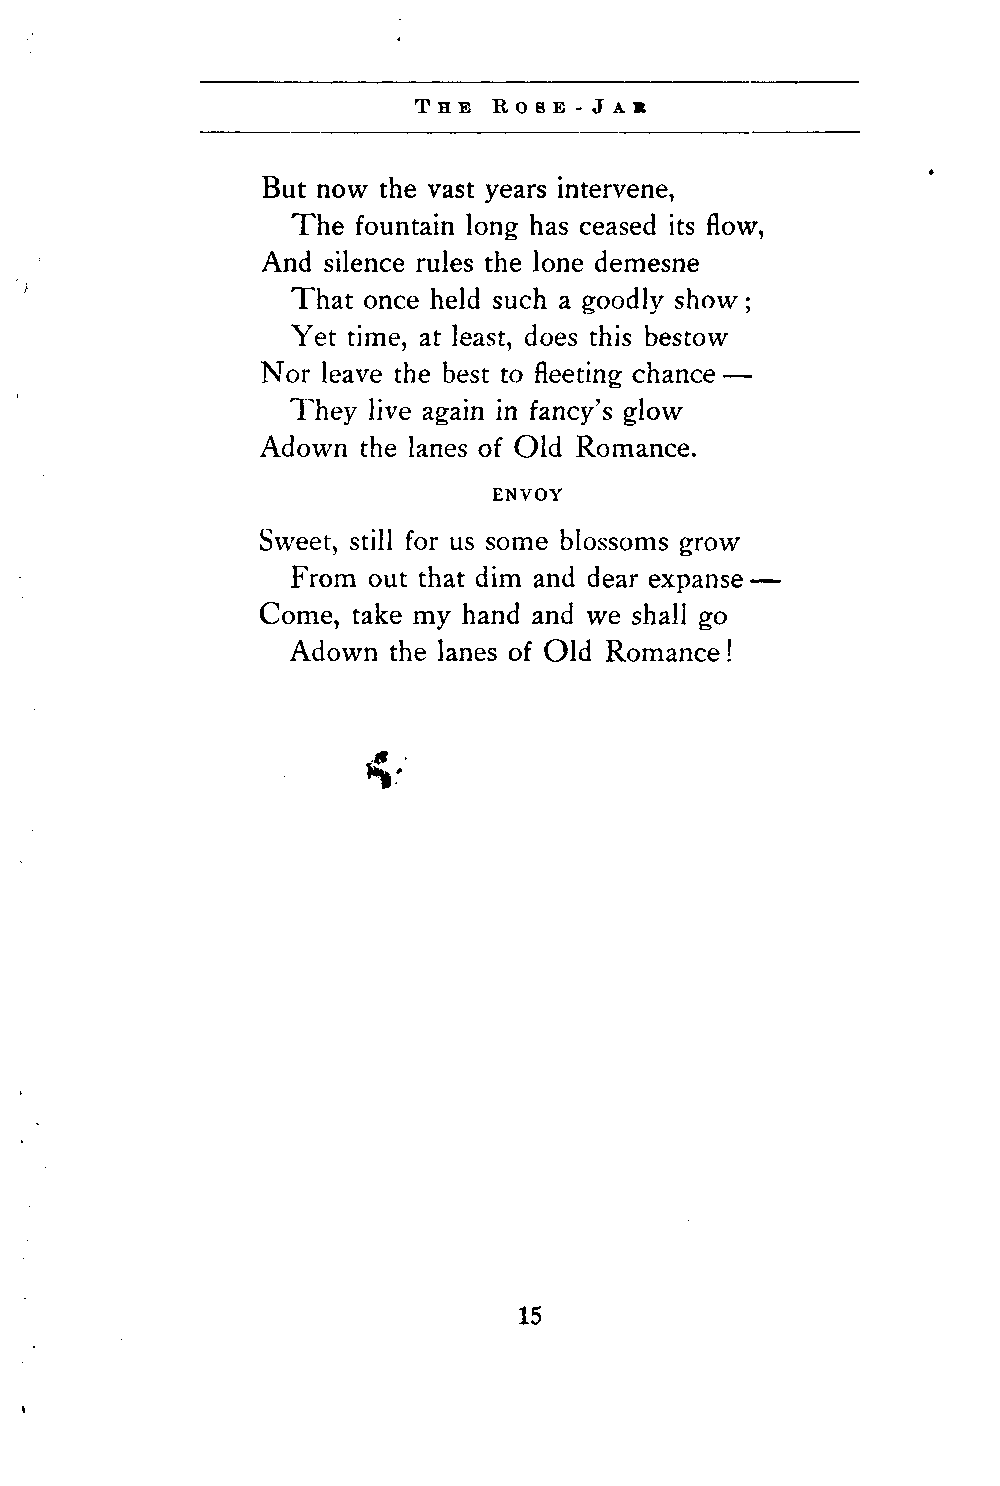 THE ROSE-JAR
But now the vast years intervene,
The fountain long has ceased its flow,
And silence rules the lone demesne
That once held such a goodly show;
Yet time, at least, does this bestow
Nor leave the best to fleeting chance —
They live again in fancy's glow
Adown the lanes of Old Romance.
ENVOY
Sweet, still for us some blossoms grow
From out that dim and dear expanse —
Come, take my hand and we shall go
Adown the lanes of Old Romance!
15